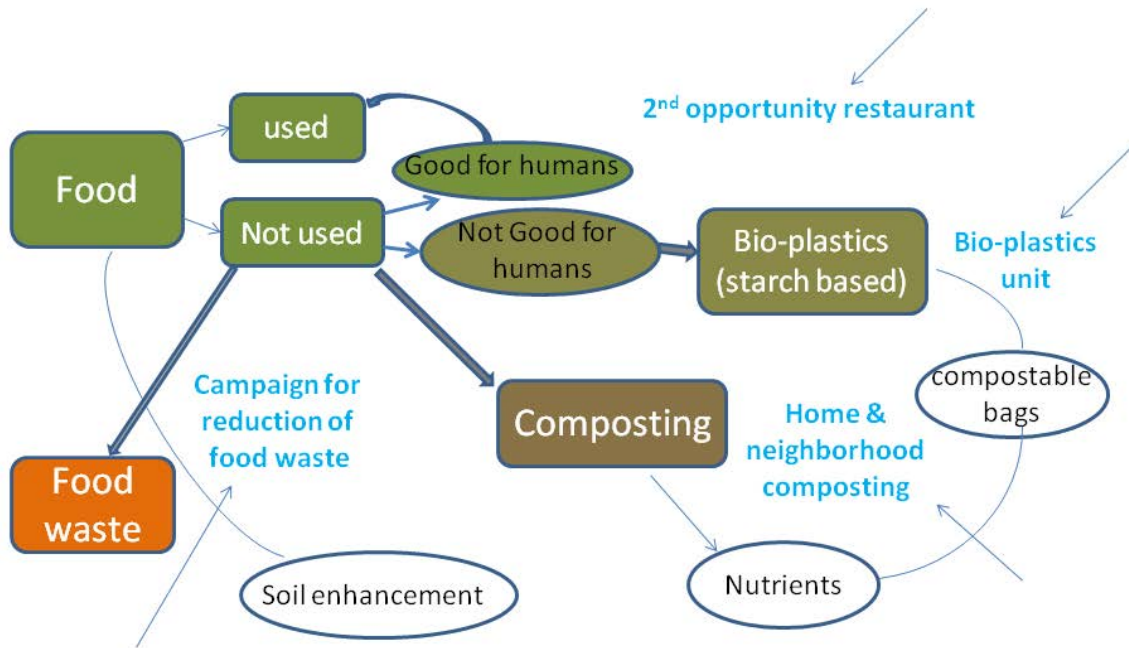 2nd opportunity restaurant
used
Good for humans
Food
Not used
Not Good for
humans
Bio-plastics
(starch based)
Bio-plastics
unit
Campaign for
reduction of
food waste
compostable
bags
Composting
Home &
neighborhood
composting
Food
waste
Soil enhancement
Nutrients